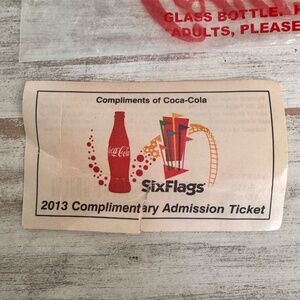 GLASS BOTTLE.
ADULTS, PLEASE
Compliments of Coca-Cola
Coca-Cola
SixFlags
2013 Complimentary Admission Ticket